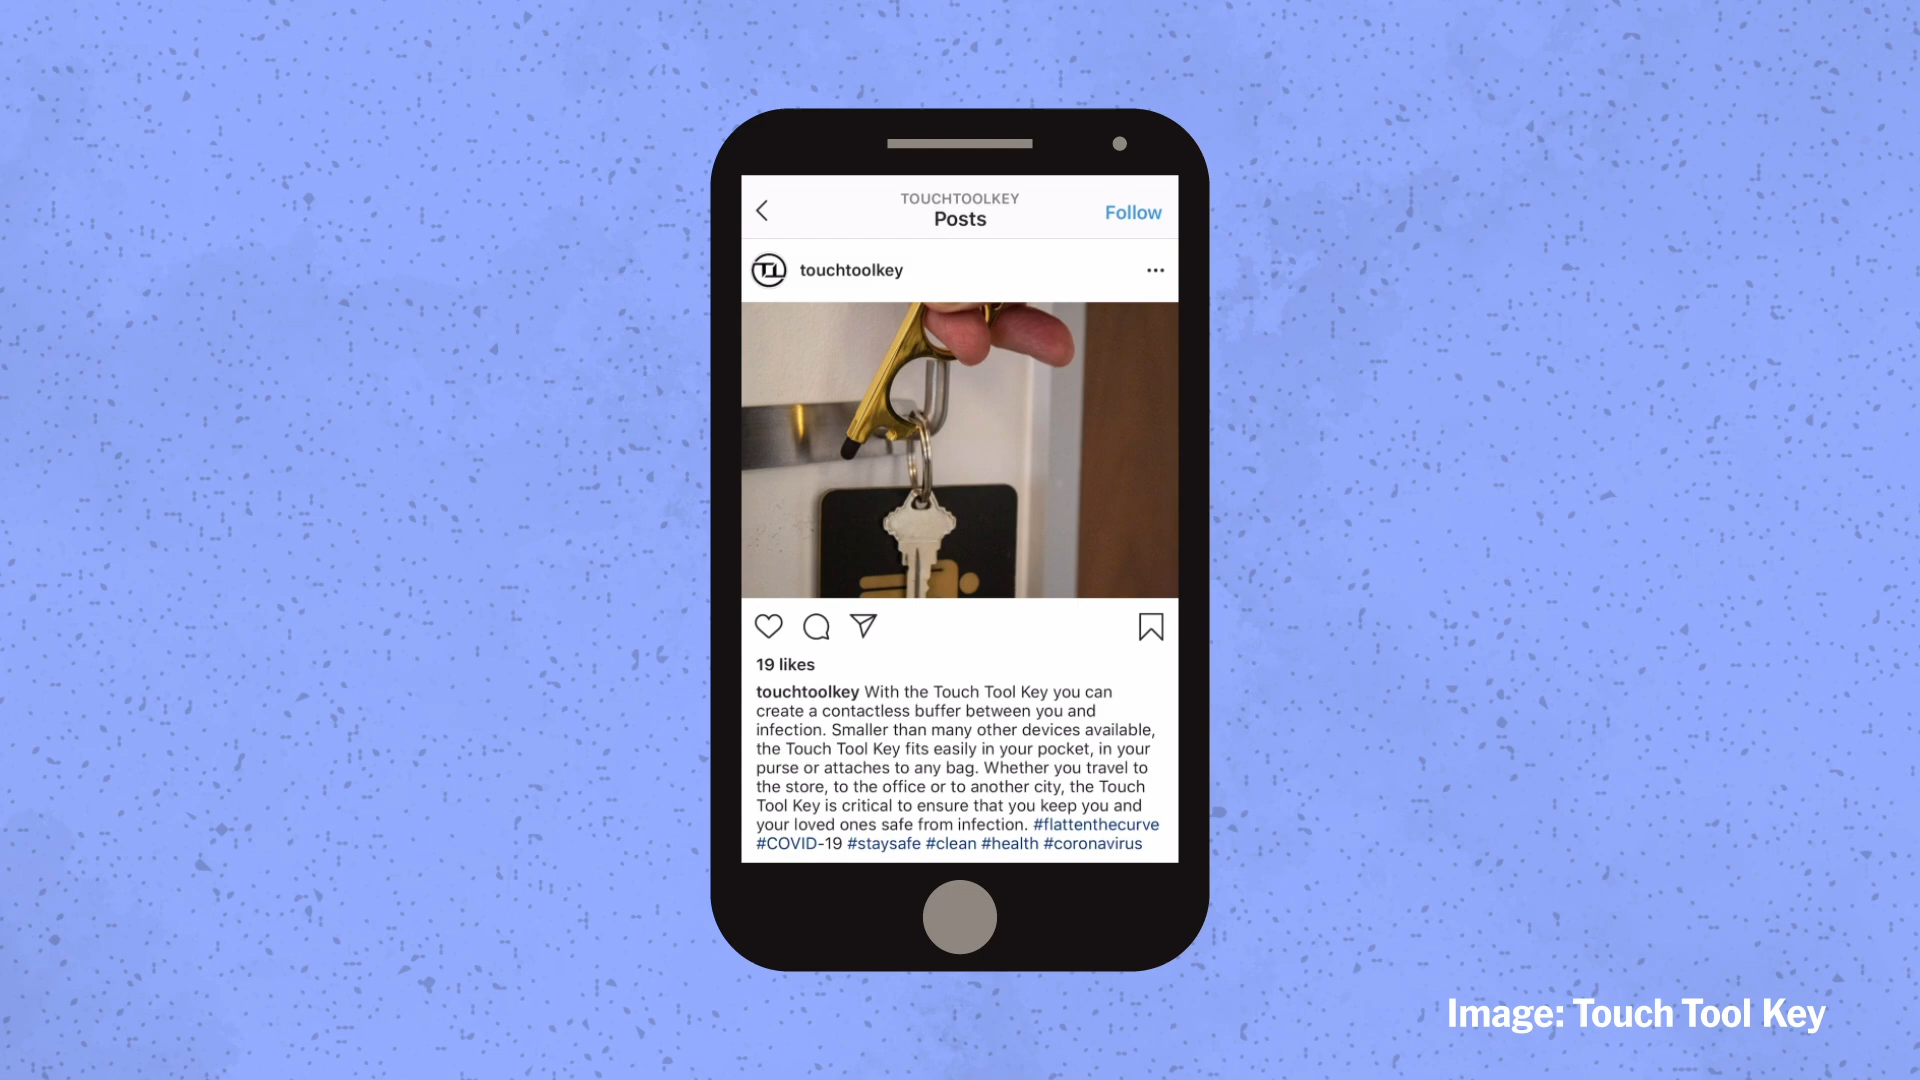 TOUCHTOOLKEY
Posts
Follow
touchtoolkey
19 likes
touchtoolkey With the Touch Tool Key you can
create a contactless buffer between you and
infection. Smaller than many other devices available,
the Touch Tool Key fits easily in your pocket, in your
purse or attaches to any bag. Whether you travel to
the store, to the office or to another city, the Touch
Tool Key is critical to ensure that you keep you and
your loved ones safe from infection. #flattenthecurve
#COVID-19 #staysafe #clean #health #coronavirus
Image: Touch Tool Key